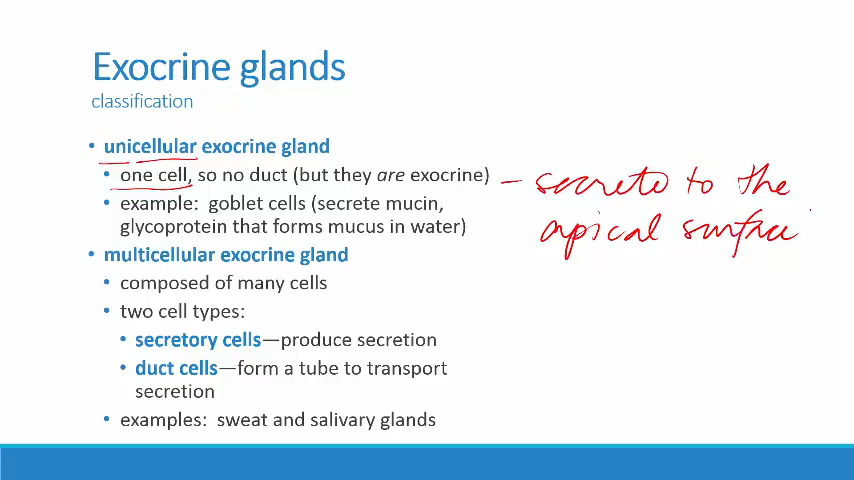 Exocrine glands
classification
• unicellular exocrine gland
• one cell, so no duct (but they are exocrine) – secrete to the
• example: goblet cells (secrete mucin,
glycoprotein that forms mucus in water)
apical surface
• multicellular exocrine gland
• composed of many cells
• two cell types:
• secretory cells—produce secretion
• duct cells—form a tube to transport
secretion
• examples: sweat and salivary glands